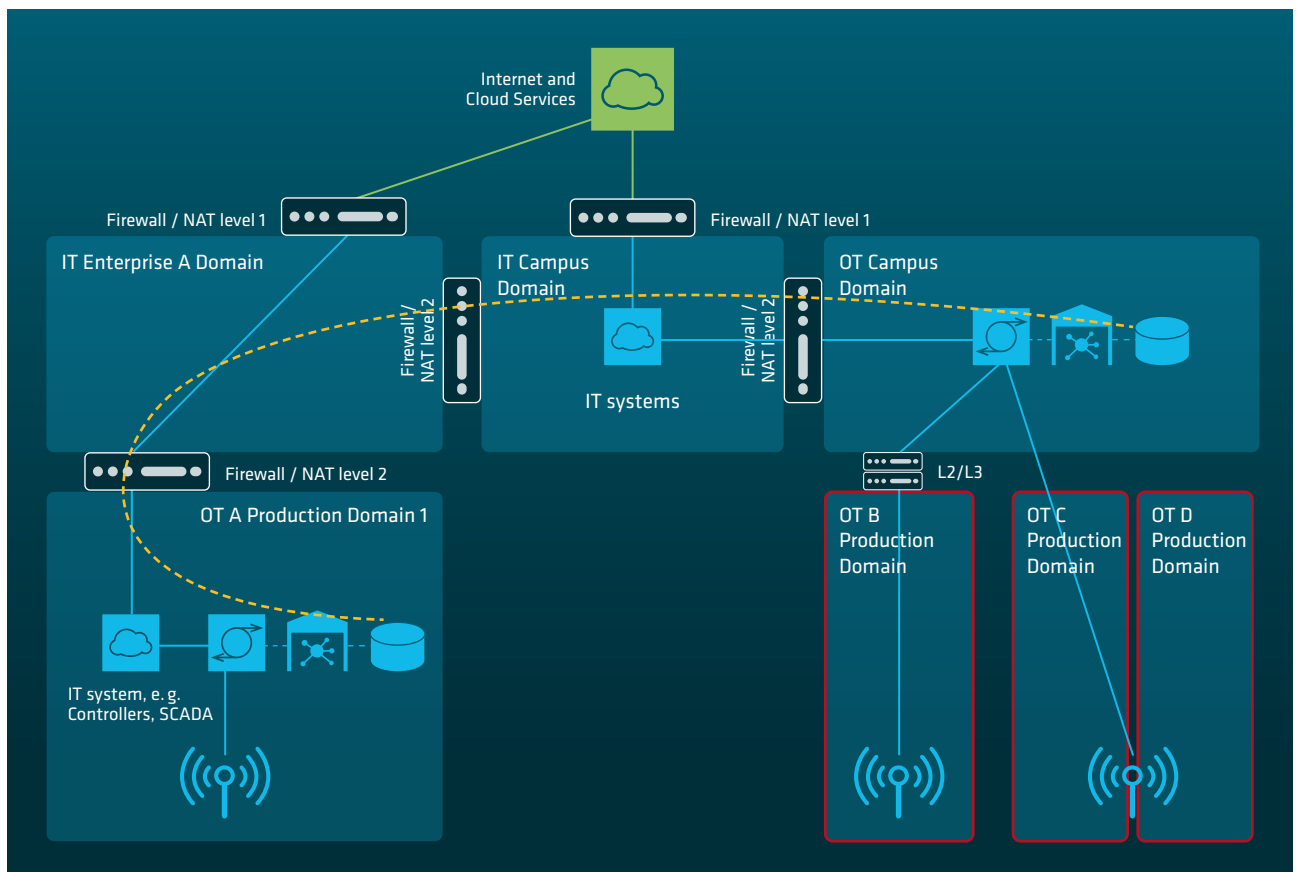 Internet and
Cloud Services
Firewall / NAT level 1
Firewall / NAT level 1
IT Enterprise A Domain
IT Campus
Domain
OT Campus
Domain
Firewall /
NAT level 2
Firewall /
NAT level 2
IT systems
Firewall / NAT level 2
L2/L3
OT A Production Domain 1
OT B
Production
Domain
OT C
Production
Domain
OT D
Production
Domain
IT system, e. g.
Controllers, SCADA